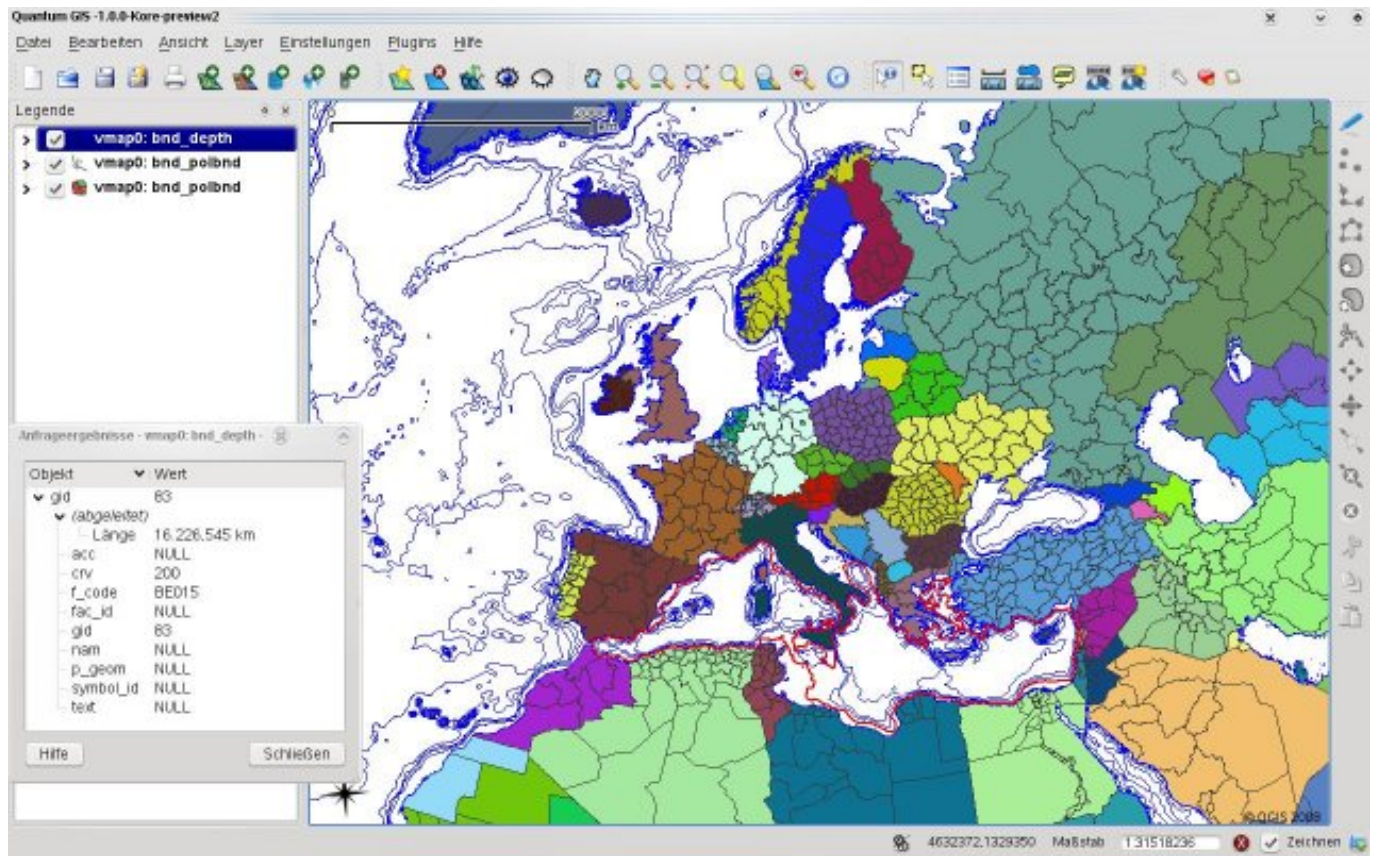 Quantum GIS -1.0.0-Kore-preview2
Datei Bearbeiten Ansicht Layer Einstellungen Plugins Hilfe
Legende
vmap0: bnd_depth
vmap0: bnd_polbnd
vmap0: bnd_polbnd
0
km
Anfrageergebnisse - vmap0: bnd_depth -
Objekt Wert
gid 63
(abgeleitet)
Länge 16.226,545 km
acc NULL
crv 200
f_code BE015
fac_id NULL
gid 63
nam NULL
p_geom NULL
symbol_id NULL
text NULL
Hilfe Schließen
© QGIS 2008
4632372,1329350 Maßstab 1:31518236 Zeichnen